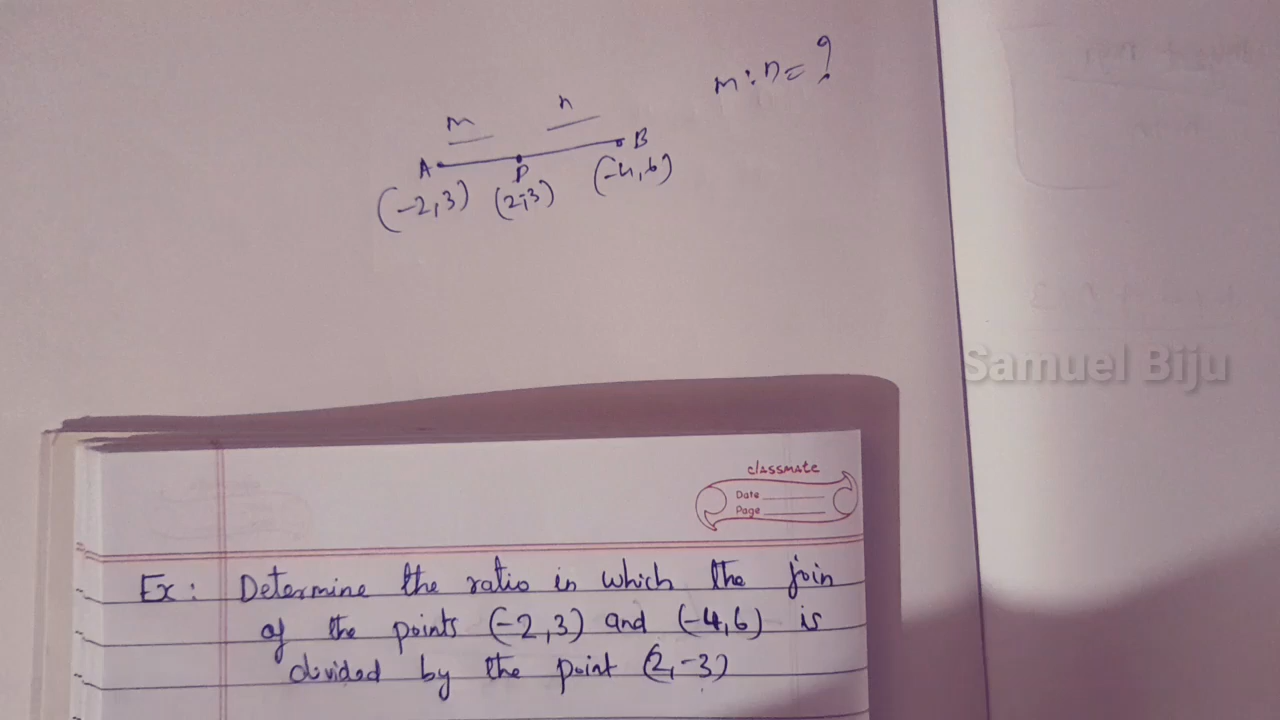 m:n=?
m n
A P B
(-2,3) (2,-3) (-4,6)
Samuel Biju
classmate
Date
Page
Ex: Determine the ratio in which the join
of the points (-2,3) and (-4,6) is
divided by the point (2,-3)